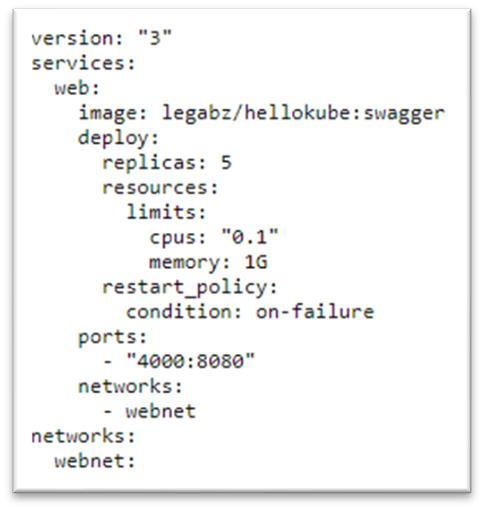 version: "3"
services:
  web:
    image: legabz/hellokube:swagger
    deploy:
      replicas: 5
      resources:
        limits:
          cpus: "0.1"
          memory: 1G
      restart_policy:
        condition: on-failure
    ports:
      - "4000:8080"
    networks:
      - webnet
networks:
  webnet: